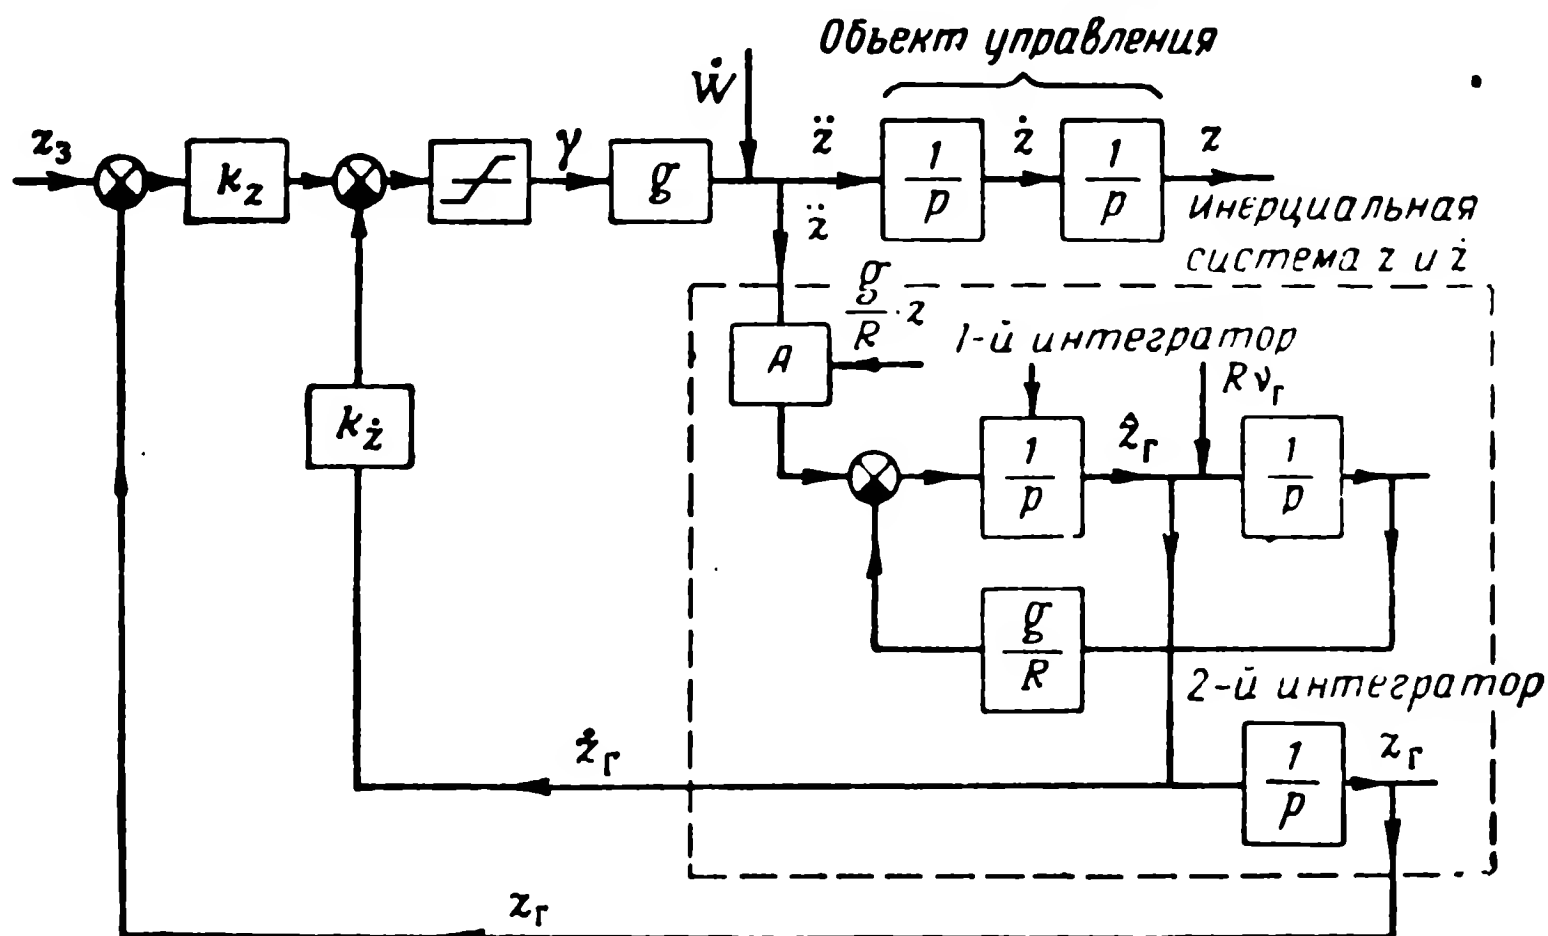 Обьект управления
Ẇ
z₃
k_z
γ
g
z̈
1/p
ż
1/p
z
z̈
инерциальная
система z и ż
g/R · z
A
1-й интегратор
Rν_г
k_ż
1/p
ż_г
1/p
g/R
2-й интегратор
ż_г
1/p
z_г
z_г